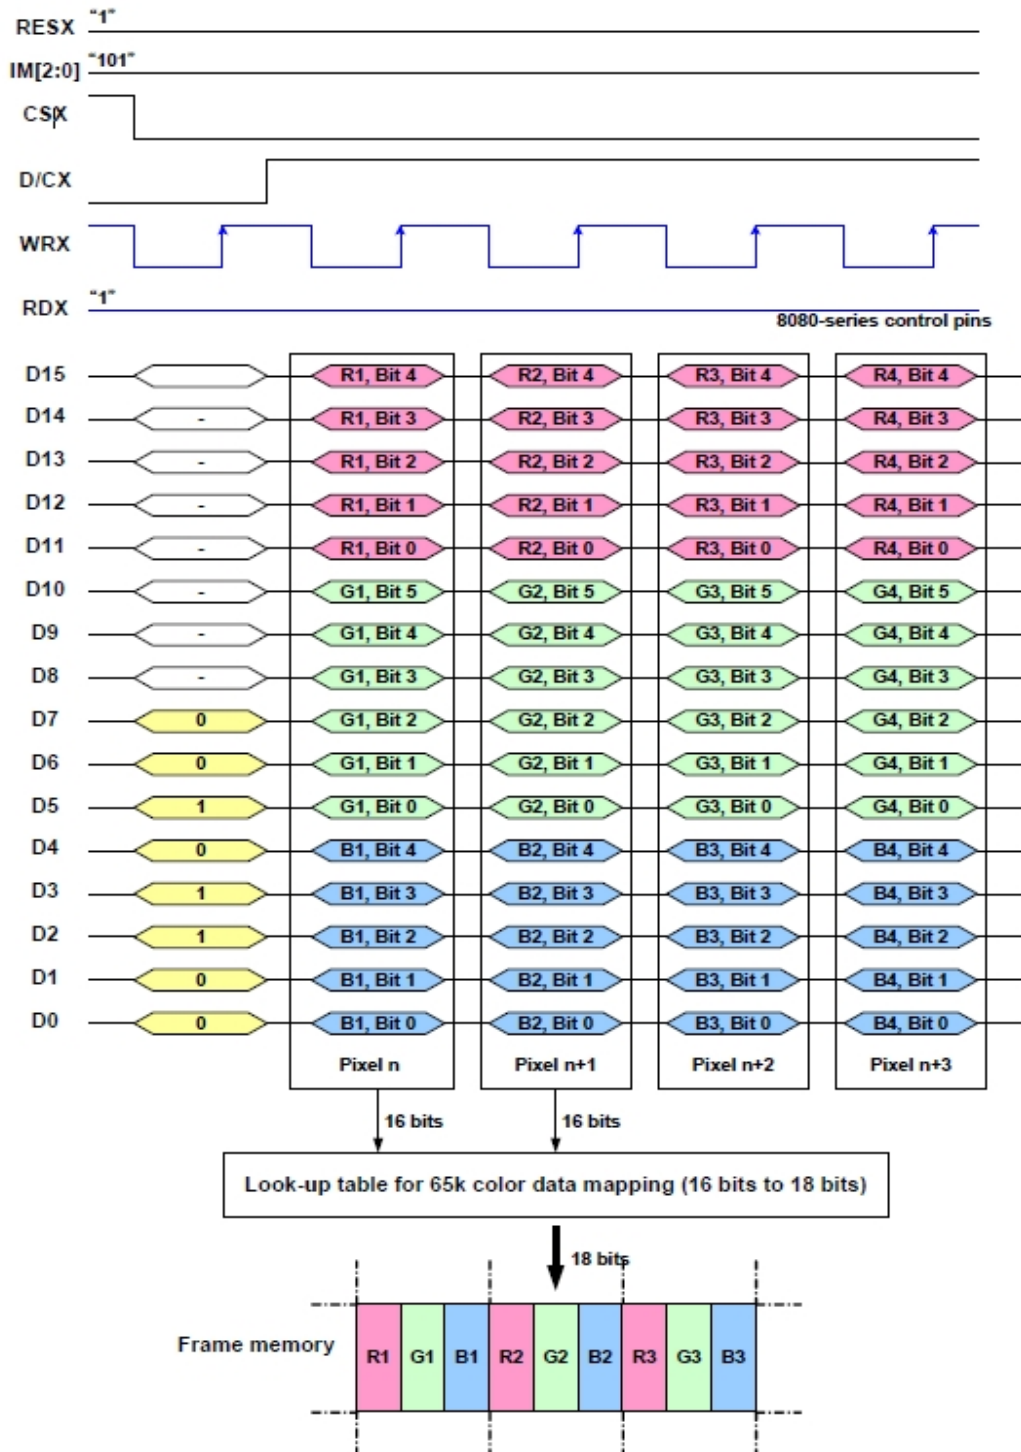 RESX "1"
IM[2:0] "101"
CSX
D/CX
WRX
RDX "1"
8080-series control pins
D15 R1, Bit 4 R2, Bit 4 R3, Bit 4 R4, Bit 4
D14 - R1, Bit 3 R2, Bit 3 R3, Bit 3 R4, Bit 3
D13 - R1, Bit 2 R2, Bit 2 R3, Bit 2 R4, Bit 2
D12 - R1, Bit 1 R2, Bit 1 R3, Bit 1 R4, Bit 1
D11 - R1, Bit 0 R2, Bit 0 R3, Bit 0 R4, Bit 0
D10 - G1, Bit 5 G2, Bit 5 G3, Bit 5 G4, Bit 5
D9 - G1, Bit 4 G2, Bit 4 G3, Bit 4 G4, Bit 4
D8 - G1, Bit 3 G2, Bit 3 G3, Bit 3 G4, Bit 3
D7 0 G1, Bit 2 G2, Bit 2 G3, Bit 2 G4, Bit 2
D6 0 G1, Bit 1 G2, Bit 1 G3, Bit 1 G4, Bit 1
D5 1 G1, Bit 0 G2, Bit 0 G3, Bit 0 G4, Bit 0
D4 0 B1, Bit 4 B2, Bit 4 B3, Bit 4 B4, Bit 4
D3 1 B1, Bit 3 B2, Bit 3 B3, Bit 3 B4, Bit 3
D2 1 B1, Bit 2 B2, Bit 2 B3, Bit 2 B4, Bit 2
D1 0 B1, Bit 1 B2, Bit 1 B3, Bit 1 B4, Bit 1
D0 0 B1, Bit 0 B2, Bit 0 B3, Bit 0 B4, Bit 0
Pixel n Pixel n+1 Pixel n+2 Pixel n+3
16 bits 16 bits
Look-up table for 65k color data mapping (16 bits to 18 bits)
18 bits
Frame memory R1 G1 B1 R2 G2 B2 R3 G3 B3